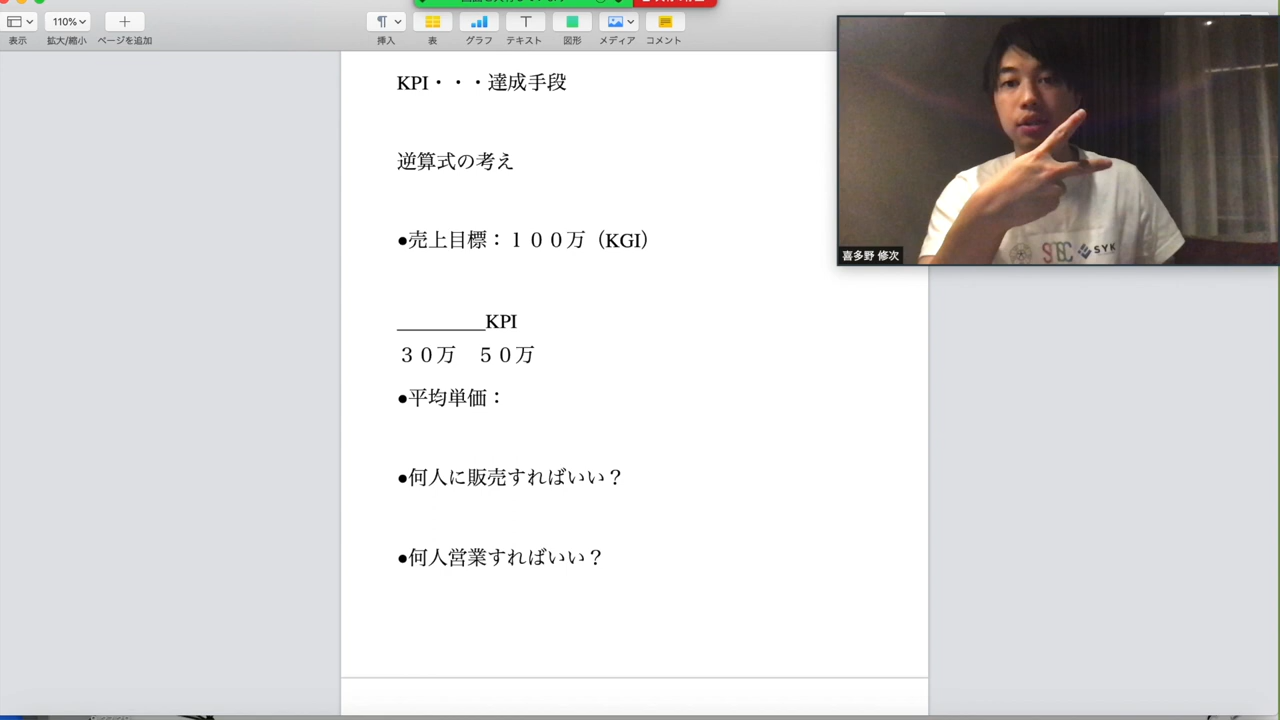 110%
表示
拡大/縮小
ページを追加
挿入
表
グラフ
テキスト
図形
メディア
コメント
KPI・・・達成手段
逆算式の考え
●売上目標：１００万（KGI）
_________KPI
３０万　５０万
●平均単価：
●何人に販売すればいい？
●何人営業すればいい？
喜多野 修次
SYK